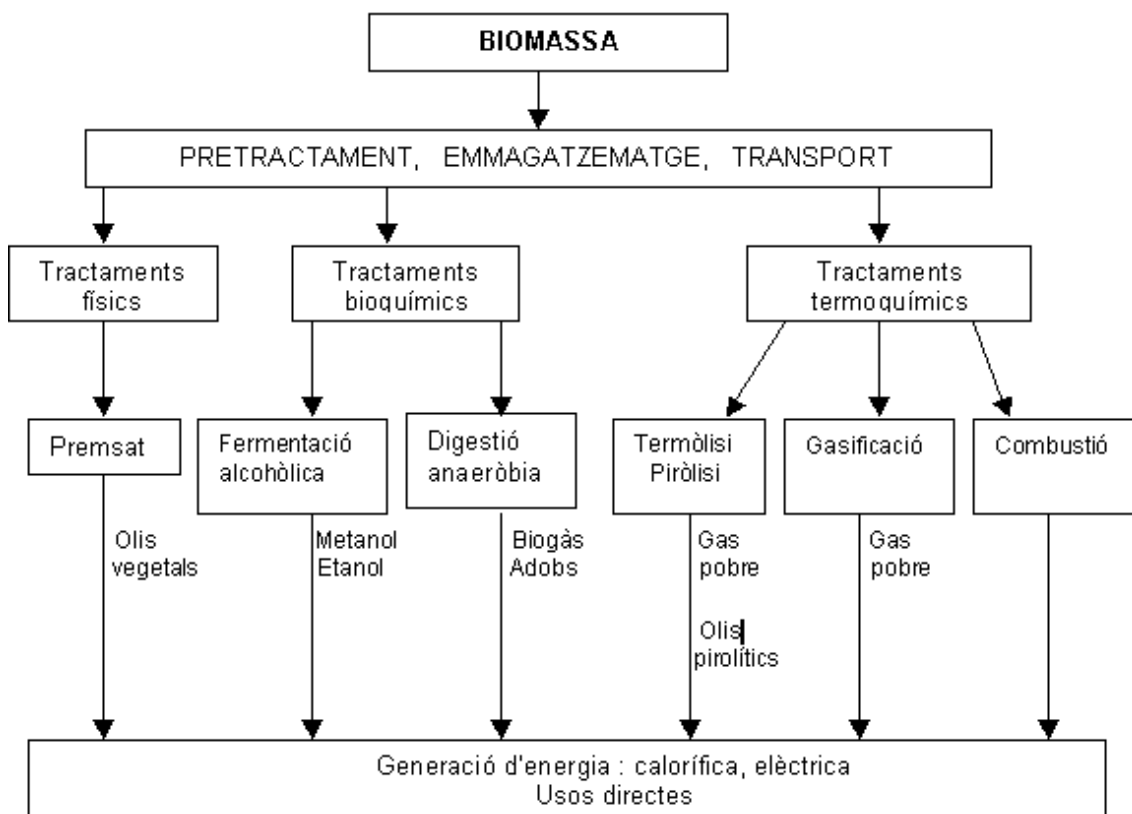 BIOMASSA
PRETRACTAMENT, EMMAGATZEMATGE, TRANSPORT
Tractaments
físics
Tractaments
bioquímics
Tractaments
termoquímics
Premsat
Fermentació
alcohòlica
Digestió
anaeròbia
Termòlisi
Piròlisi
Gasificació
Combustió
Olis
vegetals
Metanol
Etanol
Biogàs
Adobs
Gas
pobre
Olis
pirolítics
Gas
pobre
Generació d'energia : calorífica, elèctrica
Usos directes